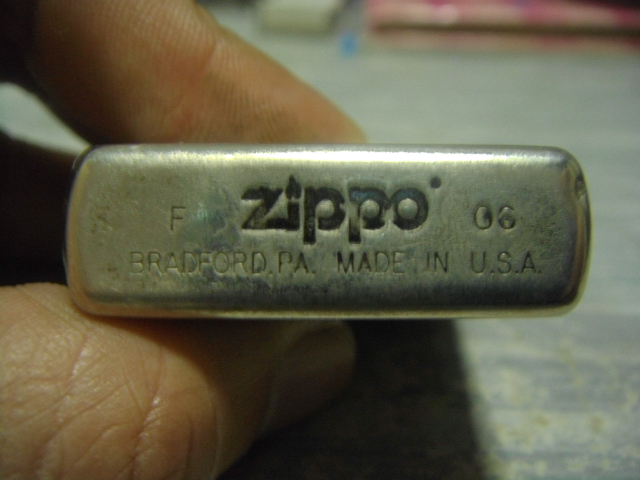 F zippo 06
BRADFORD.PA. MADE IN U.S.A.